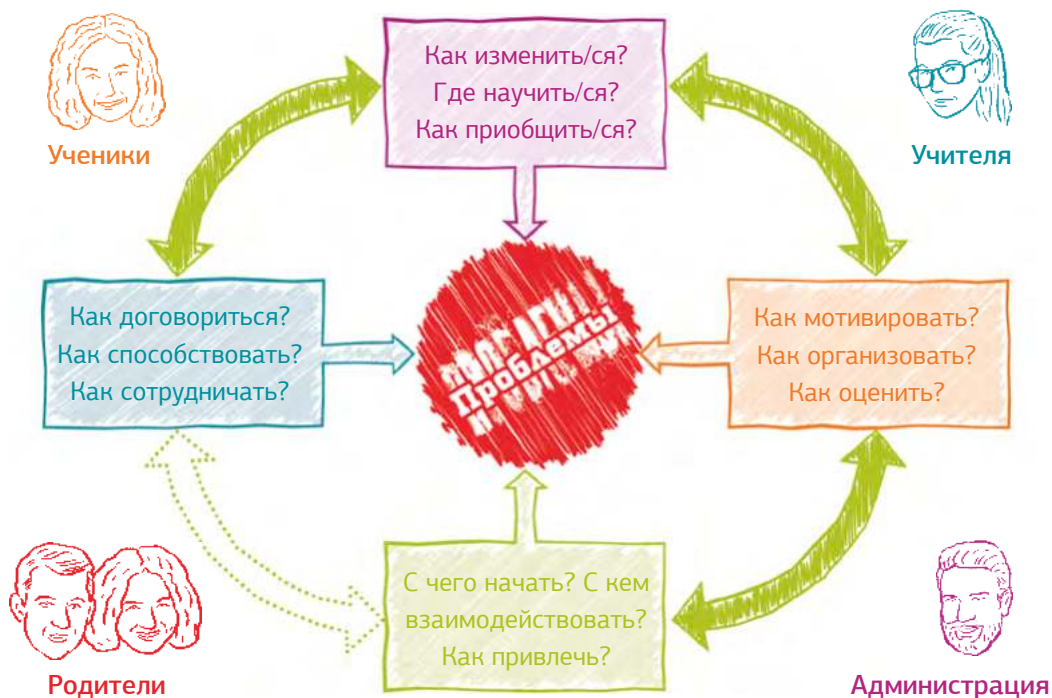 Как изменить/ся?
Где научить/ся?
Как приобщить/ся?
Ученики
Учителя
Как договориться?
Как способствовать?
Как сотрудничать?
Проблемы
Как мотивировать?
Как организовать?
Как оценить?
С чего начать? С кем
взаимодействовать?
Как привлечь?
Родители
Администрация